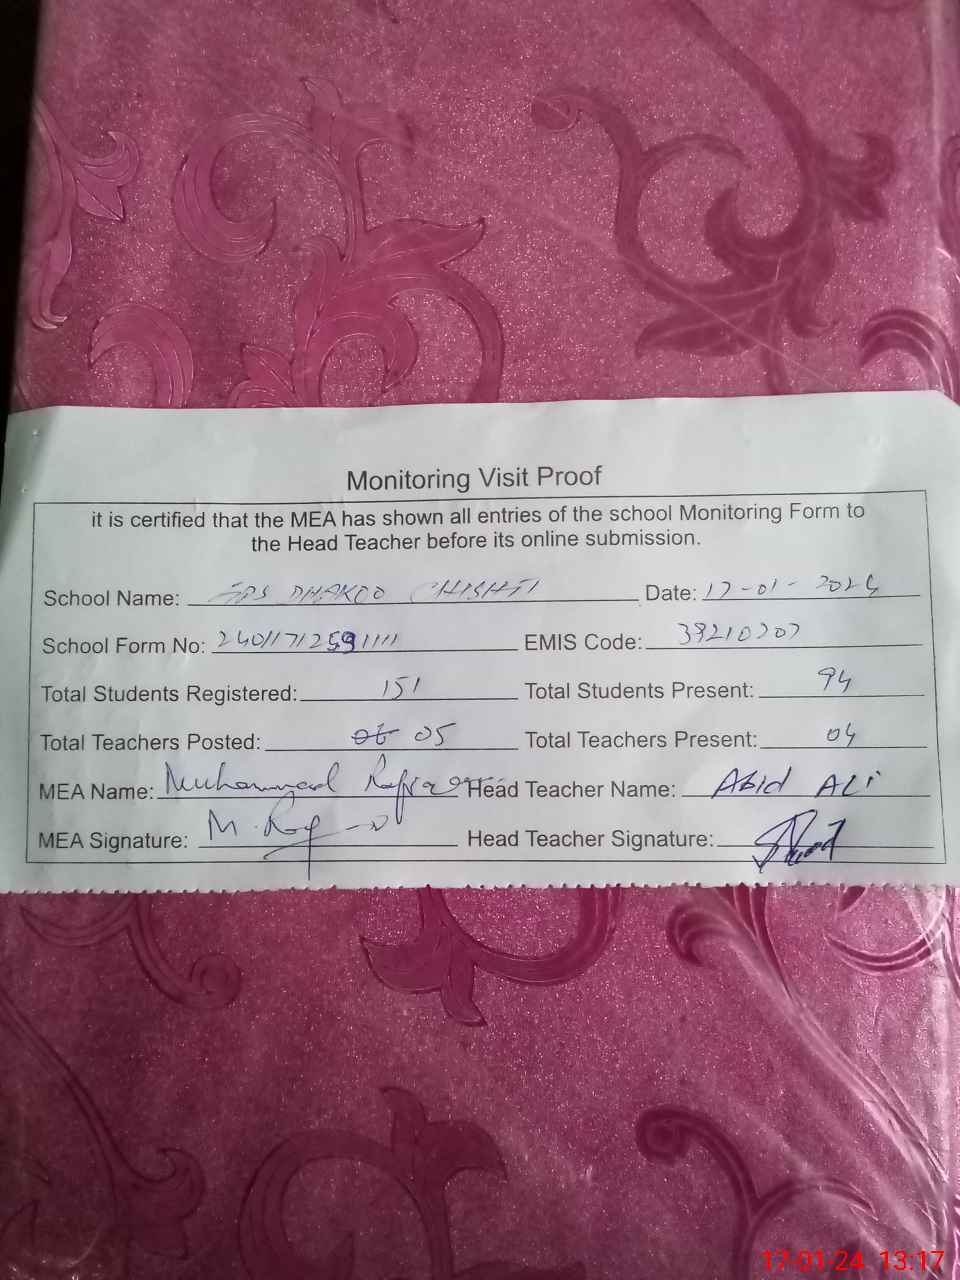 Monitoring Visit Proof
it is certified that the MEA has shown all entries of the school Monitoring Form to
the Head Teacher before its online submission.
School Name: GPS DHAKOO CHISHTI Date: 17-01-2024
School Form No: 24011712591111 EMIS Code: 39210207
Total Students Registered: 151 Total Students Present: 94
Total Teachers Posted: 05 Total Teachers Present: 04
MEA Name: Muhammad Head Teacher Name: Abid ALi
MEA Signature: Head Teacher Signature:
17-01-24 13:17